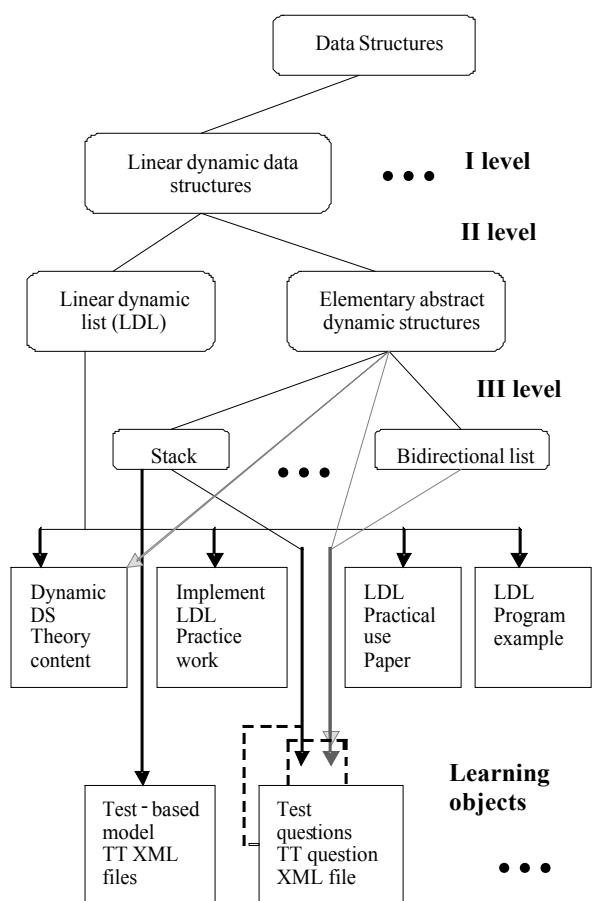 Data Structures
Linear dynamic data
structures
I level
II level
Linear dynamic
list (LDL)
Elementary abstract
dynamic structures
III level
Stack
Bidirectional list
Dynamic
DS
Theory
content
Implement
LDL
Practice
work
LDL
Practical
use
Paper
LDL
Program
example
Learning
objects
Test - based
model
TT XML
files
Test
questions
TT question
XML file